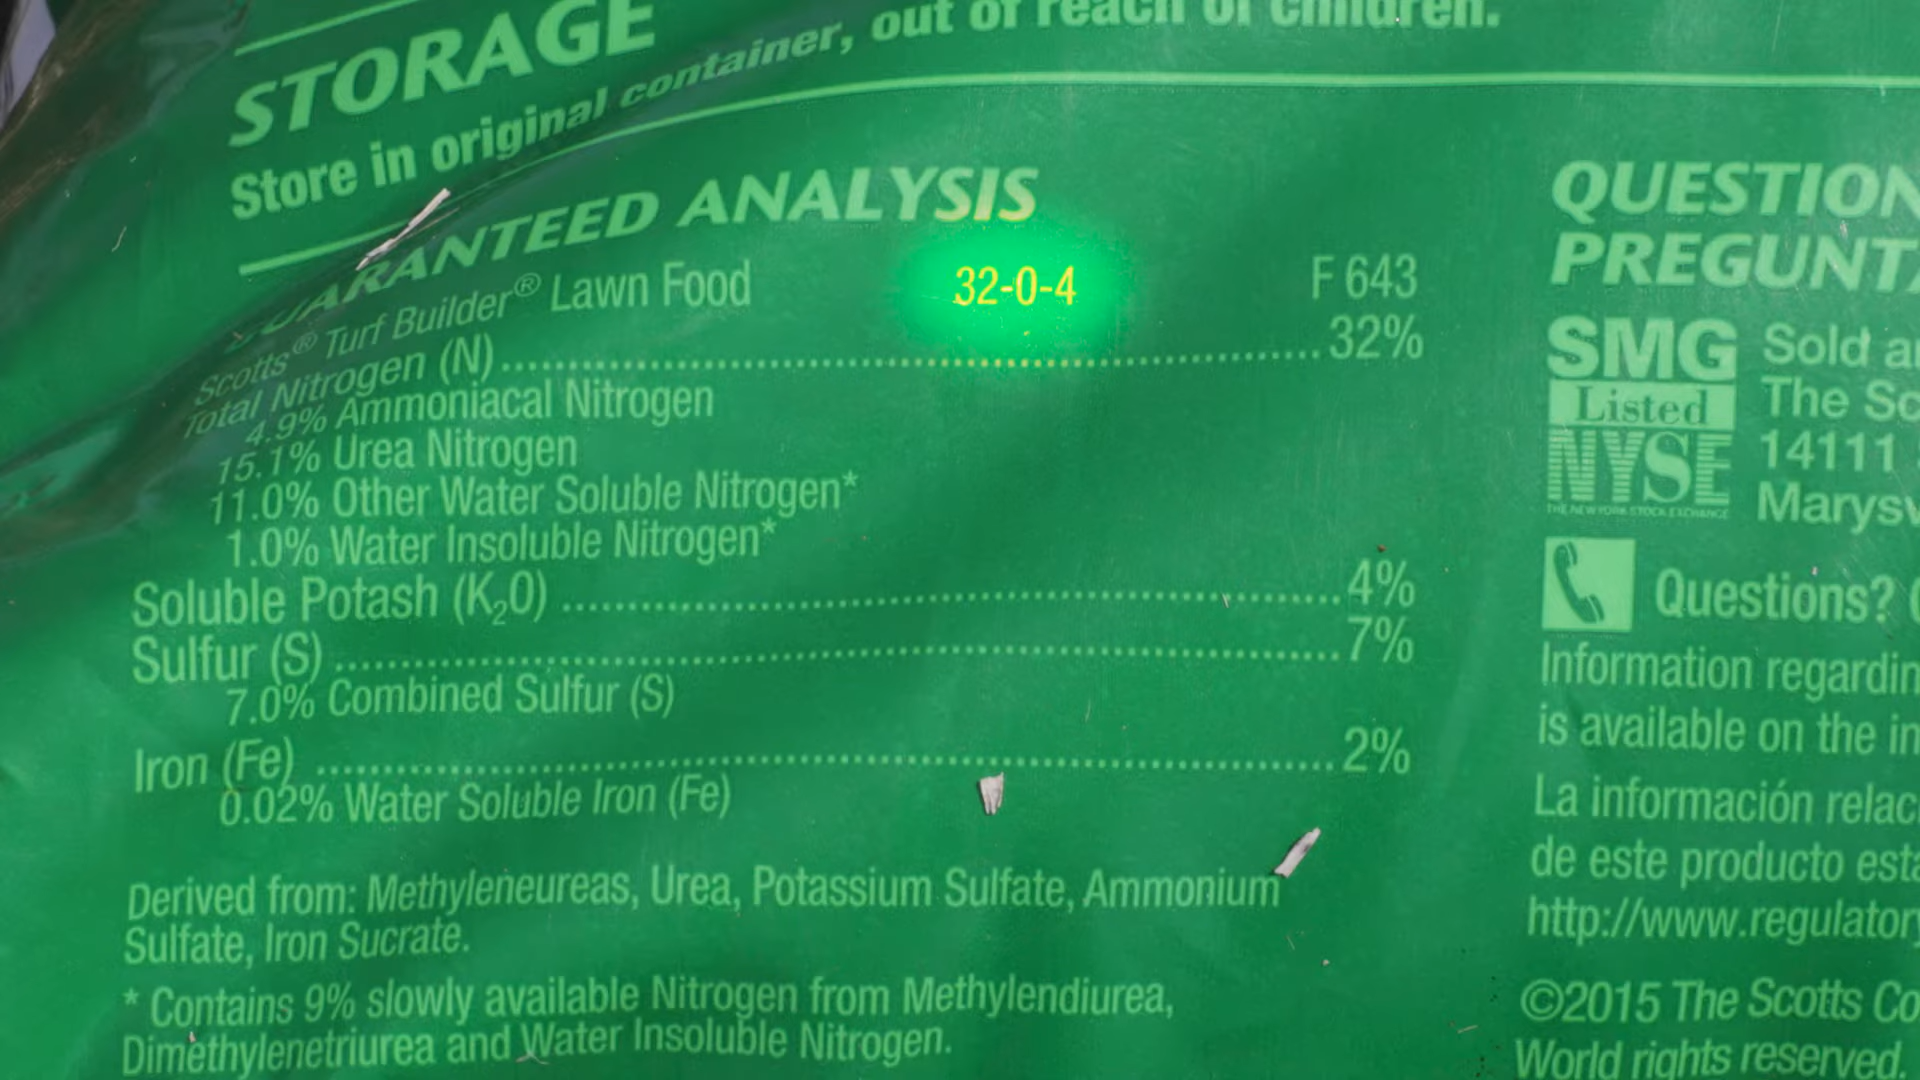 out of reach of children.
STORAGE
Store in original container,
GUARANTEED ANALYSIS
Scotts® Turf Builder® Lawn Food 32-0-4 F 643
Total Nitrogen (N) 32%
4.9% Ammoniacal Nitrogen
15.1% Urea Nitrogen
11.0% Other Water Soluble Nitrogen*
1.0% Water Insoluble Nitrogen*
Soluble Potash (K₂O) 4%
Sulfur (S) 7%
7.0% Combined Sulfur (S)
Iron (Fe) 2%
0.02% Water Soluble Iron (Fe)
Derived from: Methyleneureas, Urea, Potassium Sulfate, Ammonium
Sulfate, Iron Sucrate.
* Contains 9% slowly available Nitrogen from Methylendiurea,
Dimethylenetriurea and Water Insoluble Nitrogen.
QUESTION
PREGUNTA
SMG
Listed
NYSE
THE NEW YORK STOCK EXCHANGE
Sold
The
14111
Marysv
Questions?
Information regardin
is available on the in
La información relac
de este producto está
http://www.regulatory
©2015 The Scotts Co
World rights reserved.